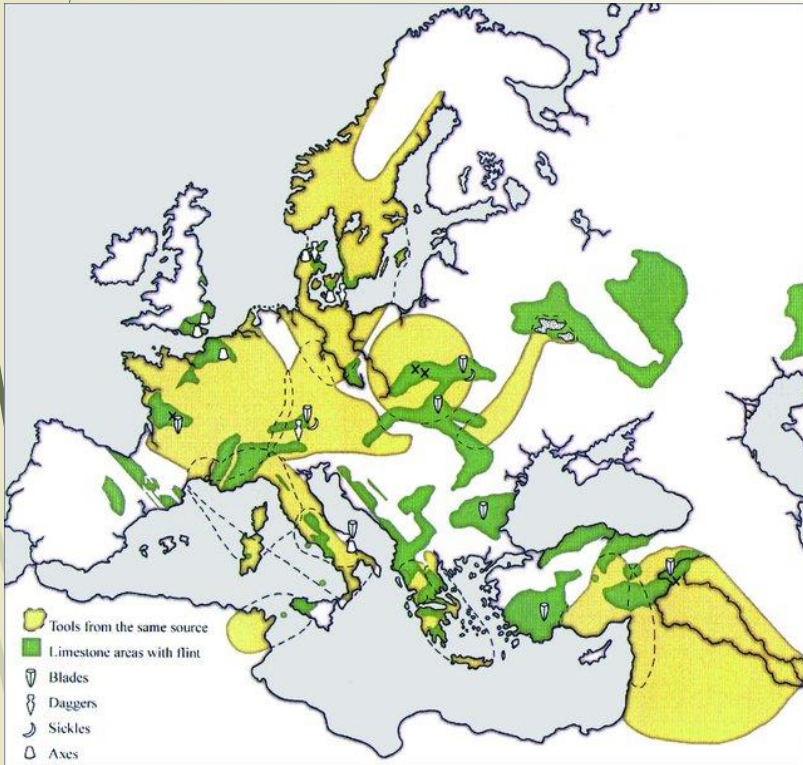 Tools from the same source
Limestone areas with flint
Blades
Daggers
Sickles
Axes